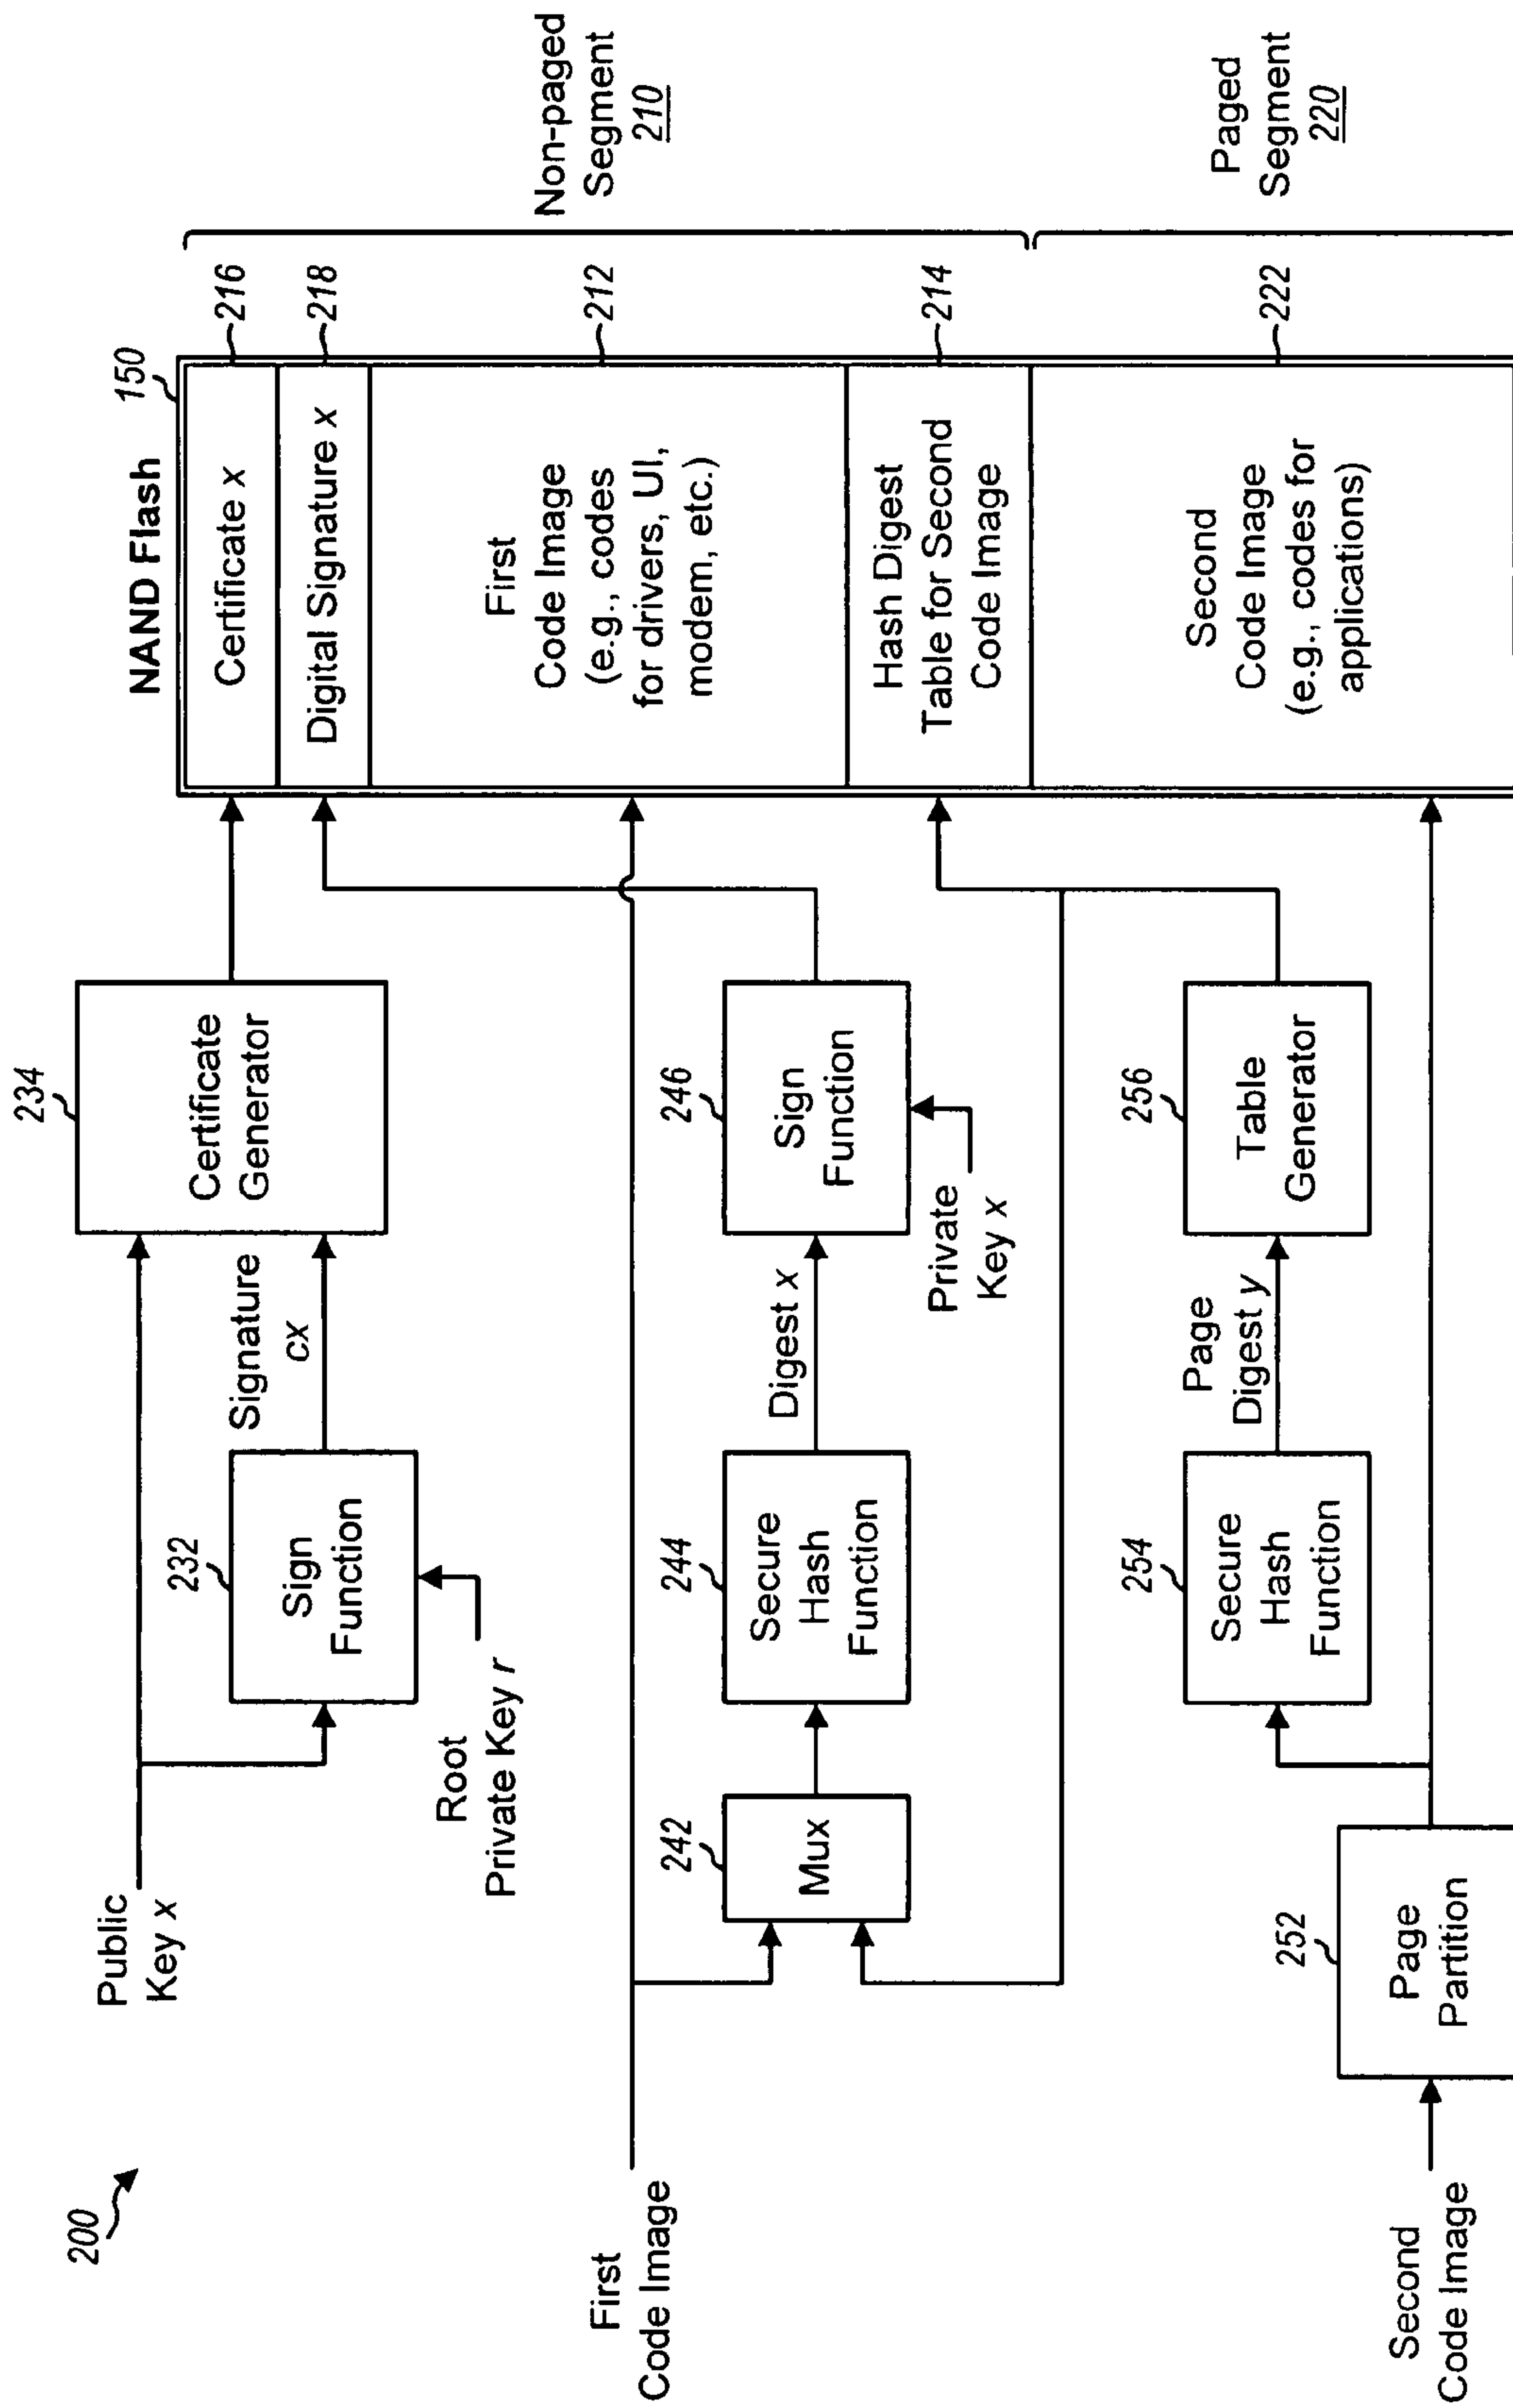 200
Public
Key x
232
Sign
Function
Root
Private Key r
Signature
cx
234
Certificate
Generator
First
Code Image
242
Mux
244
Secure
Hash
Function
Digest x
246
Sign
Function
Private
Key x
Second
Code Image
252
Page
Partition
254
Secure
Hash
Function
Page
Digest y
256
Table
Generator
NAND Flash
150
Certificate x
216
Digital Signature x
218
First
Code Image
(e.g., codes
for drivers, UI,
modem, etc.)
212
Hash Digest
Table for Second
Code Image
214
Second
Code Image
(e.g., codes for
applications)
222
Non-paged
Segment
210
Paged
Segment
220